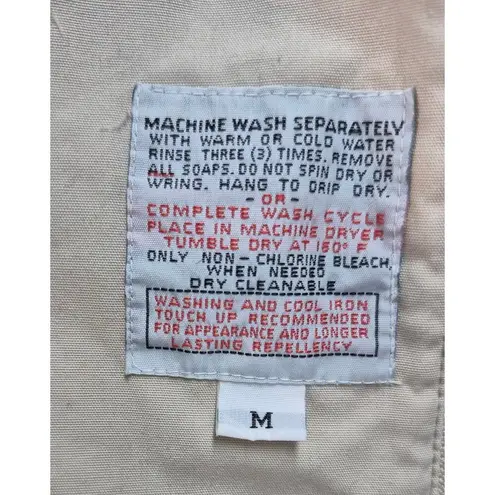 MACHINE WASH SEPARATELY
WITH WARM OR COLD WATER
RINSE THREE (3) TIMES. REMOVE
ALL SOAPS. DO NOT SPIN DRY OR
WRING. HANG TO DRIP DRY.
- OR -
COMPLETE WASH CYCLE
PLACE IN MACHINE DRYER
TUMBLE DRY AT 160° F
ONLY NON - CHLORINE BLEACH,
WHEN NEEDED
DRY CLEANABLE
WASHING AND COOL IRON
TOUCH UP RECOMMENDED
FOR APPEARANCE AND LONGER
LASTING REPELLENCY
M